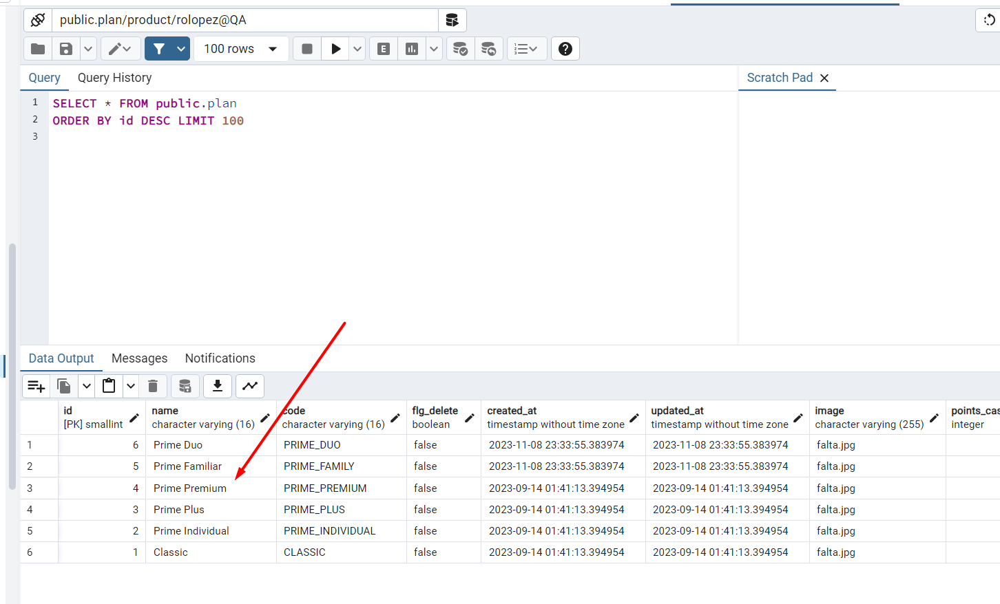 public.plan/product/rolopez@QA
100 rows
E
Query
Query History
Scratch Pad
1
SELECT * FROM public.plan
2
ORDER BY id DESC LIMIT 100
3
Data Output
Messages
Notifications
id name code flg_delete created_at updated_at image points_cas
[PK] smallint character varying (16) character varying (16) boolean timestamp without time zone timestamp without time zone character varying (255) integer
1 6 Prime Duo PRIME_DUO false 2023-11-08 23:33:55.383974 2023-11-08 23:33:55.383974 falta.jpg
2 5 Prime Familiar PRIME_FAMILY false 2023-11-08 23:33:55.383974 2023-11-08 23:33:55.383974 falta.jpg
3 4 Prime Premium PRIME_PREMIUM false 2023-09-14 01:41:13.394954 2023-09-14 01:41:13.394954 falta.jpg
4 3 Prime Plus PRIME_PLUS false 2023-09-14 01:41:13.394954 2023-09-14 01:41:13.394954 falta.jpg
5 2 Prime Individual PRIME_INDIVIDUAL false 2023-09-14 01:41:13.394954 2023-09-14 01:41:13.394954 falta.jpg
6 1 Classic CLASSIC false 2023-09-14 01:41:13.394954 2023-09-14 01:41:13.394954 falta.jpg